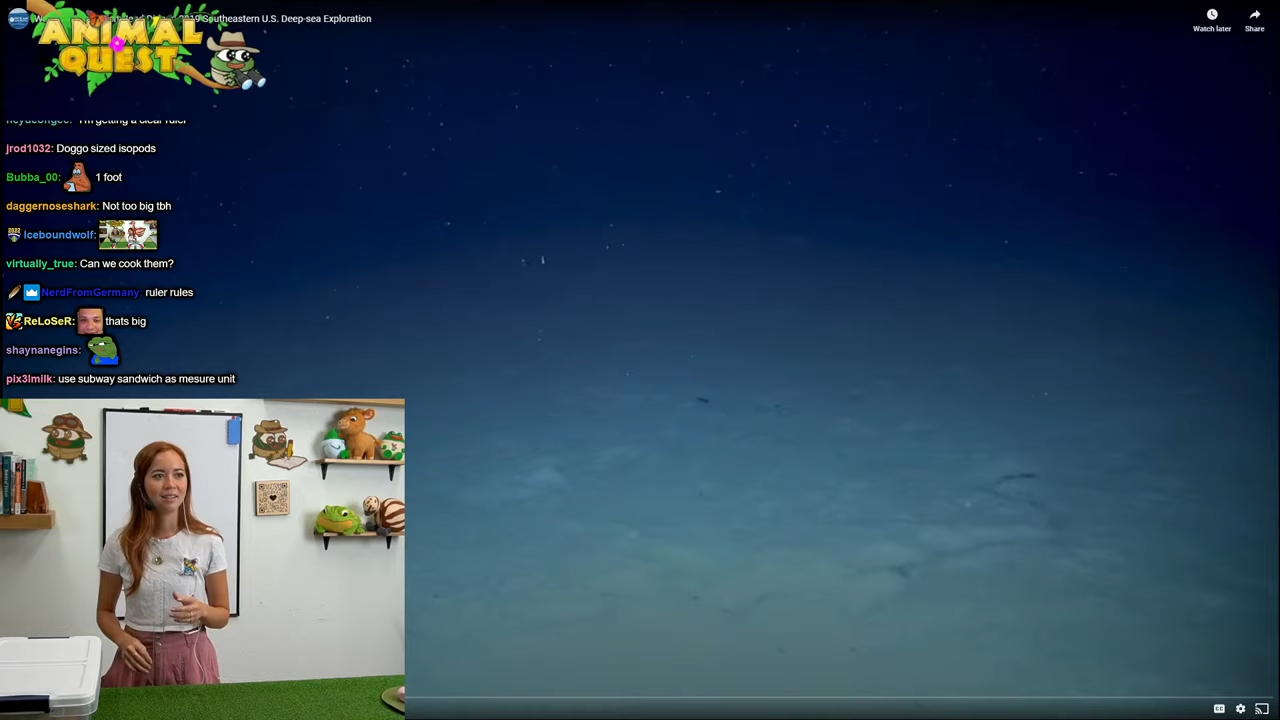 2019 Southeastern U.S. Deep-sea Exploration
Watch later
Share
ANIMAL
QUEST
jrod1032: Doggo sized isopods
Bubba_00: 1 foot
daggernoseshark: Not too big tbh
Iceboundwolf:
virtually_true: Can we cook them?
NerdFromGermany: ruler rules
ReLoSeR: thats big
shaynanegins:
pix3lmilk: use subway sandwich as mesure unit
CC